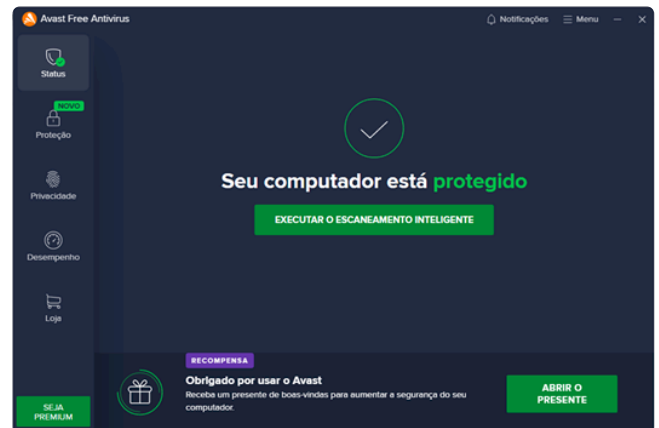 Avast Free Antivirus
Notificações
Menu
Status
NOVO
Proteção
Privacidade
Desempenho
Loja
SEJA
PREMIUM
Seu computador está protegido
EXECUTAR O ESCANEAMENTO INTELIGENTE
RECOMPENSA
Obrigado por usar o Avast
Receba um presente de boas-vindas para aumentar a segurança do seu
computador.
ABRIR O
PRESENTE